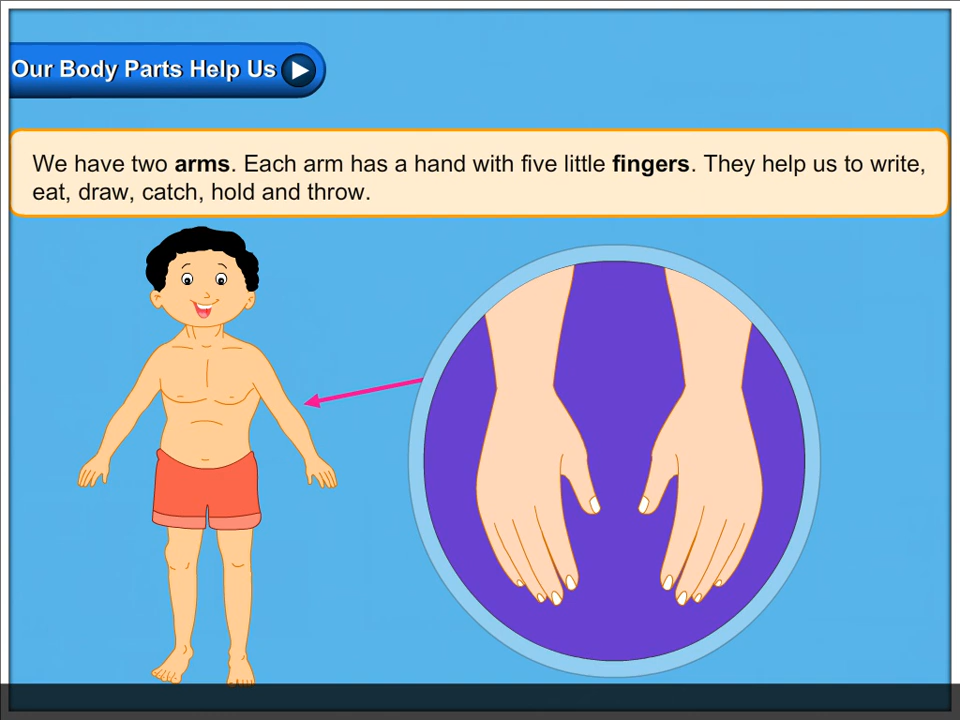 Our Body Parts Help Us
We have two arms. Each arm has a hand with five little fingers. They help us to write,
eat, draw, catch, hold and throw.